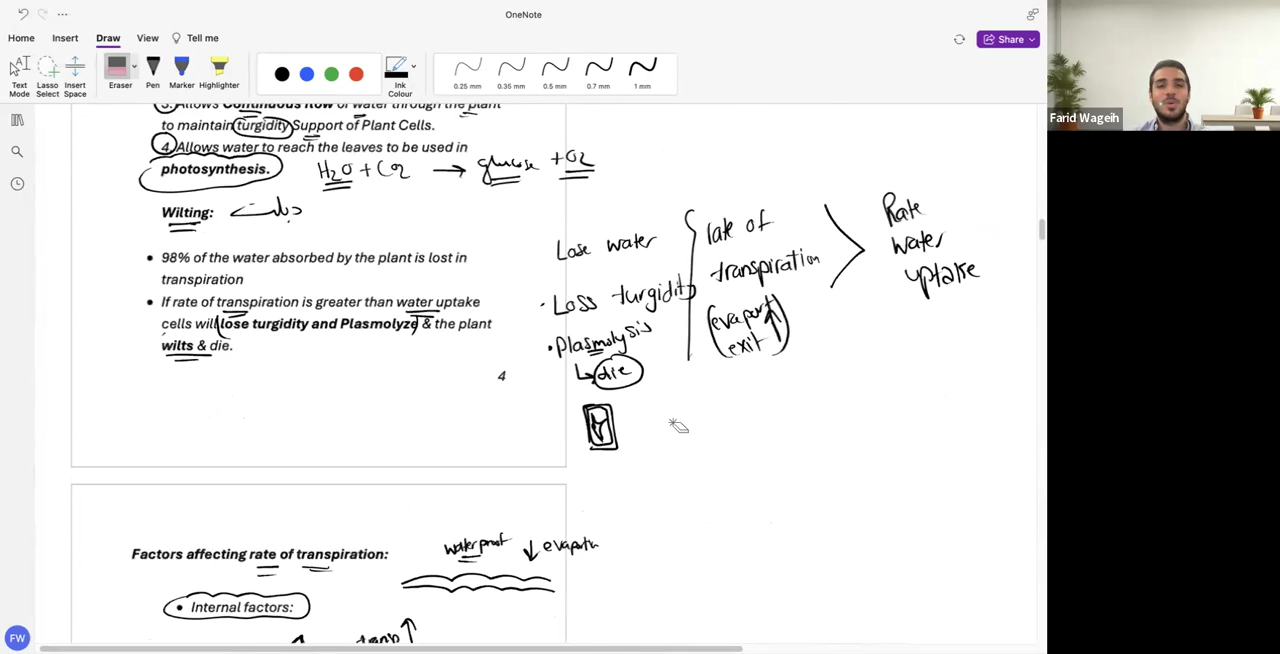 OneNote
Home Insert Draw View Tell me
Share
Text Mode
Lasso Select
Insert Space
Eraser
Pen
Marker
Highlighter
Ink Colour
0.25 mm 0.35 mm 0.5 mm 0.7 mm 1 mm
Farid Wageih
3. Allows Continuous flow of water through the plant
to maintain turgidity Support of Plant Cells.
4. Allows water to reach the leaves to be used in
photosynthesis.
H2O + CO2 → glucose + O2
Wilting:
98% of the water absorbed by the plant is lost in
transpiration
If rate of transpiration is greater than water uptake
cells will lose turgidity and Plasmolyze & the plant
wilts & die.
4
Lose water
Loss turgidity
Plasmolysis
die
rate of
transpiration
(evaport
exit)
>
Rate
water
uptake
Factors affecting rate of transpiration:
waterproof ↓ evaporatn
Internal factors:
transp ↑
FW